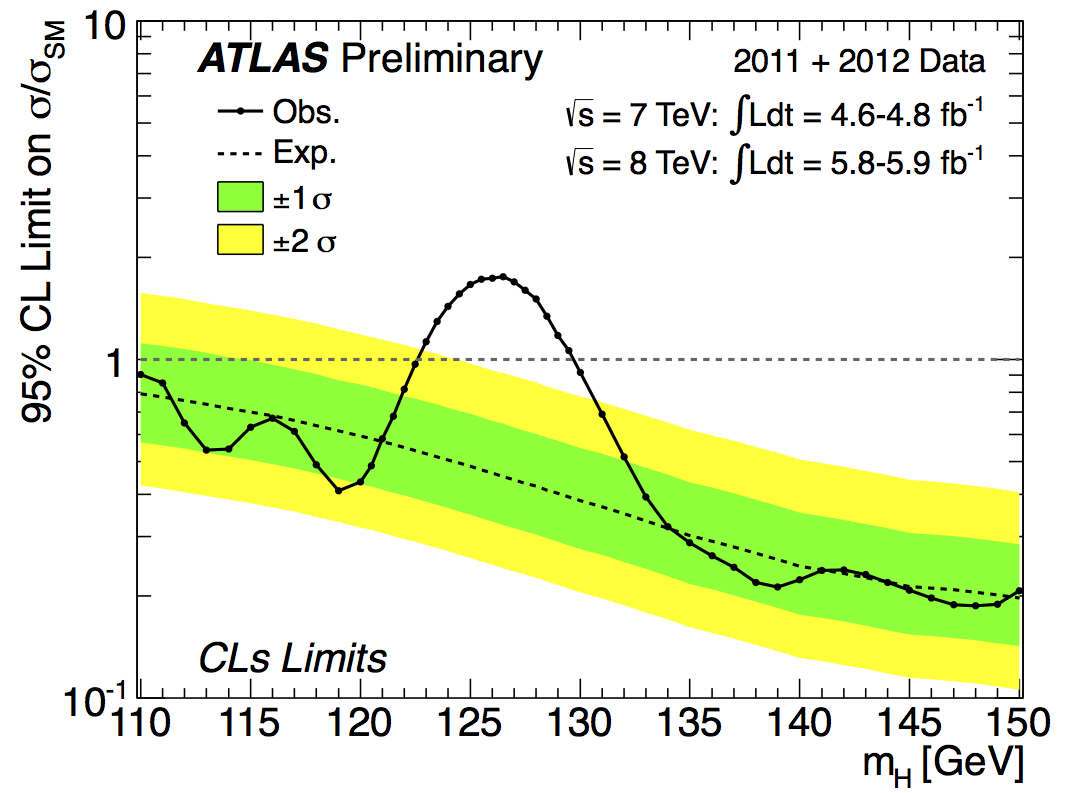 10
95% CL Limit on σ/σSM
ATLAS Preliminary
2011 + 2012 Data
Obs.
√s = 7 TeV: ∫Ldt = 4.6-4.8 fb-1
Exp.
√s = 8 TeV: ∫Ldt = 5.8-5.9 fb-1
±1 σ
±2 σ
1
CLs Limits
10-1
110 115 120 125 130 135 140 145 150
mH [GeV]